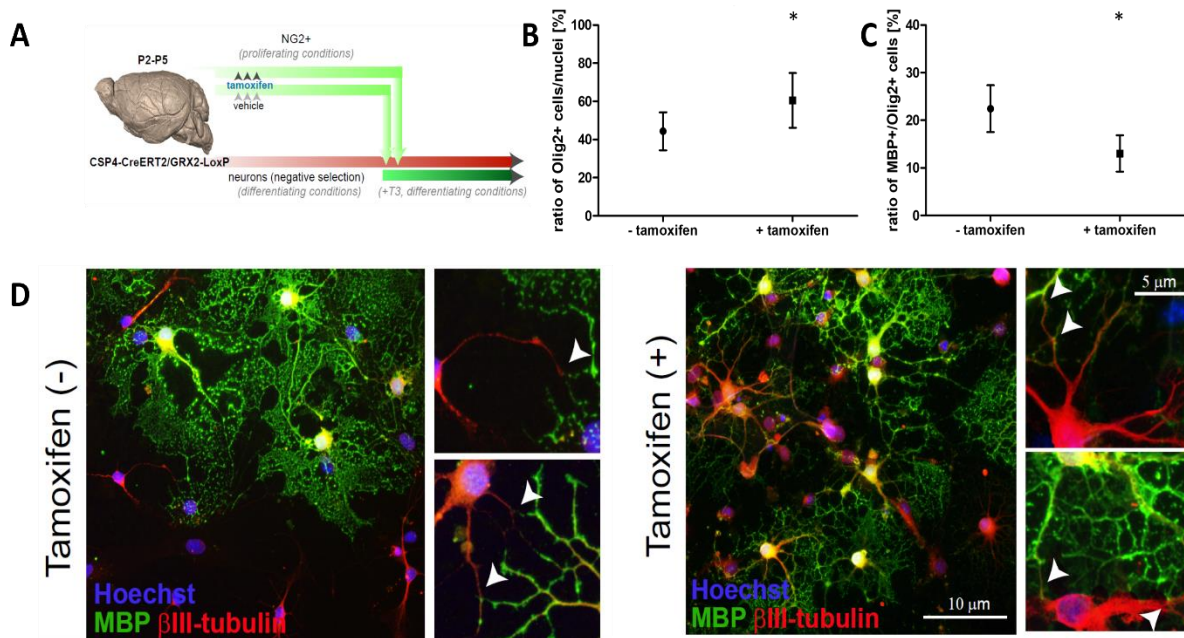 A
P2-P5
NG2+
(proliferating conditions)
tamoxifen
vehicle
CSP4-CreERT2/GRX2-LoxP
neurons (negative selection)
(differentiating conditions)
(+T3, differentiating conditions)
B
ratio of Olig2+ cells/nuclei [%]
100
80
60
40
20
0
*
- tamoxifen
+ tamoxifen
C
ratio of MBP+/Olig2+ cells [%]
40
30
20
10
0
*
- tamoxifen
+ tamoxifen
D
Tamoxifen (-)
Hoechst
MBP βIII-tubulin
Tamoxifen (+)
Hoechst
MBP βIII-tubulin
10 µm
5 µm